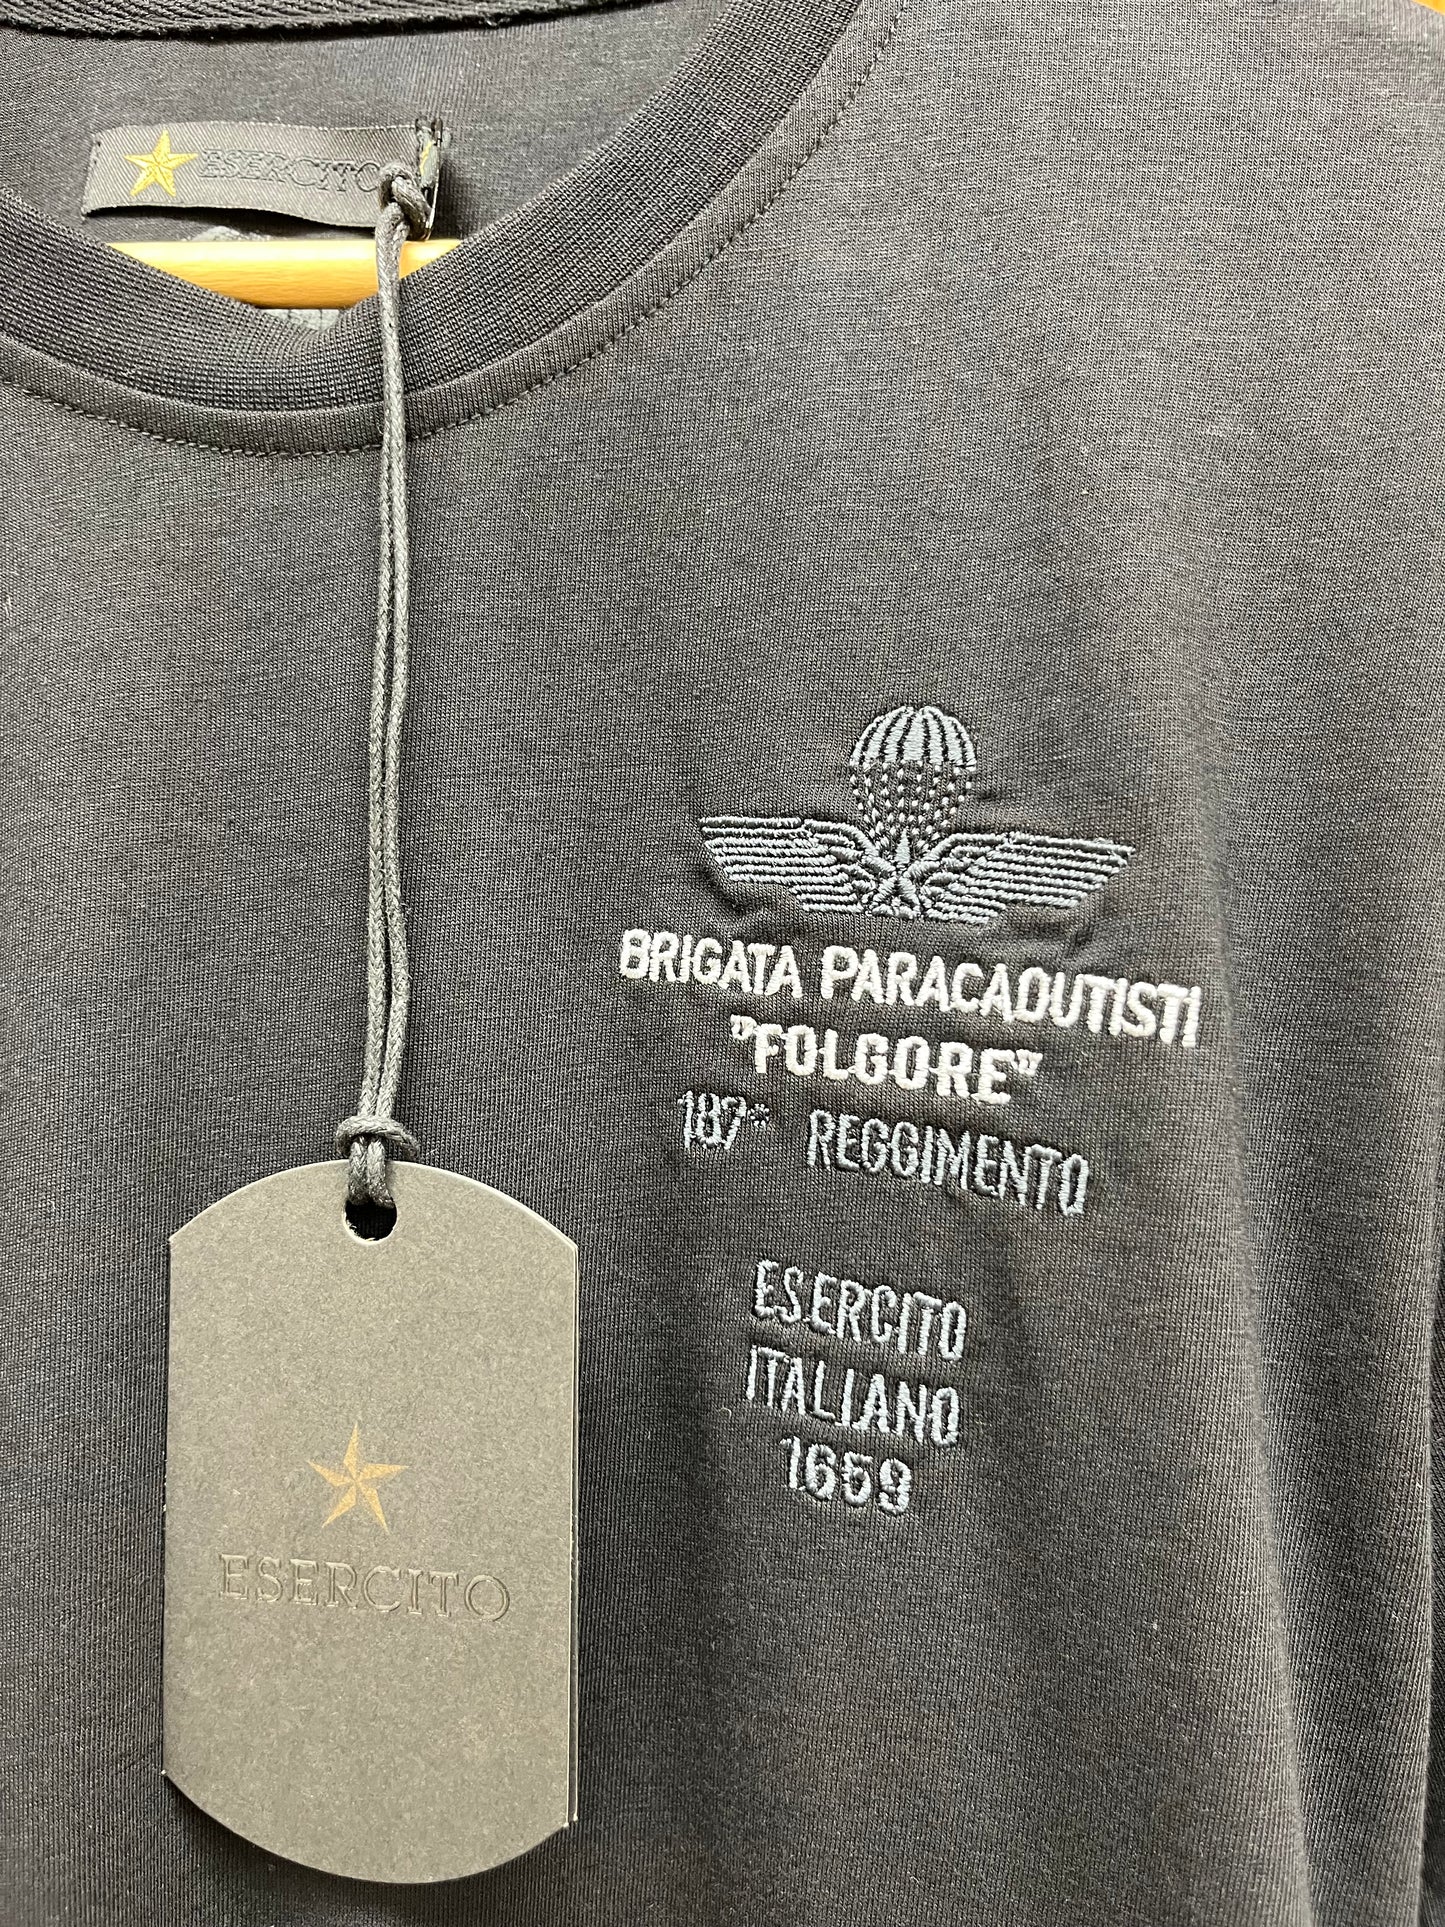 ESERCITO
BRIGATA PARACADUTISTI
"FOLGORE"
187° REGGIMENTO
ESERCITO
ITALIANO
1659
ESERCITO